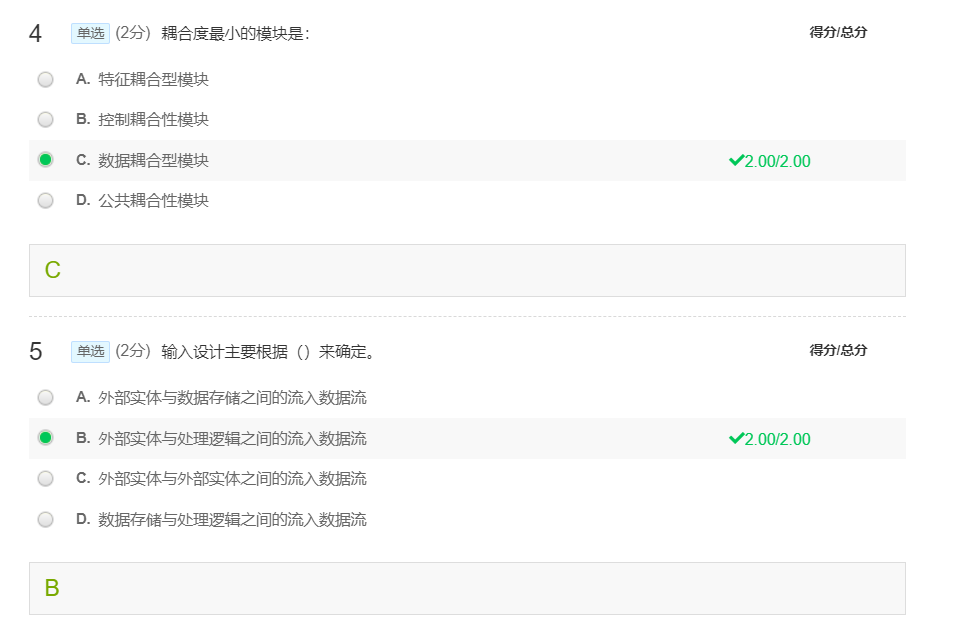 4 单选 (2分) 耦合度最小的模块是： 得分/总分
A. 特征耦合型模块
B. 控制耦合性模块
C. 数据耦合型模块 2.00/2.00
D. 公共耦合性模块
C
5 单选 (2分) 输入设计主要根据（）来确定。 得分/总分
A. 外部实体与数据存储之间的流入数据流
B. 外部实体与处理逻辑之间的流入数据流 2.00/2.00
C. 外部实体与外部实体之间的流入数据流
D. 数据存储与处理逻辑之间的流入数据流
B